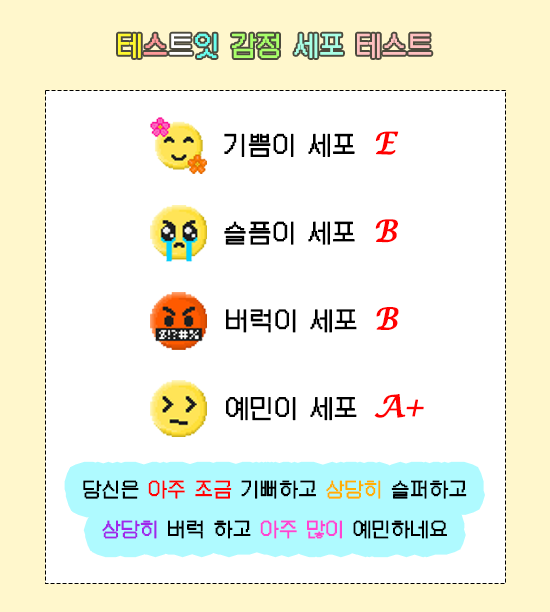 테스트잇 감정 세포 테스트
기쁨이 세포 E
슬픔이 세포 B
버럭이 세포 B
$!?#%
예민이 세포 A+
당신은 아주 조금 기뻐하고 상당히 슬퍼하고
상당히 버럭 하고 아주 많이 예민하네요